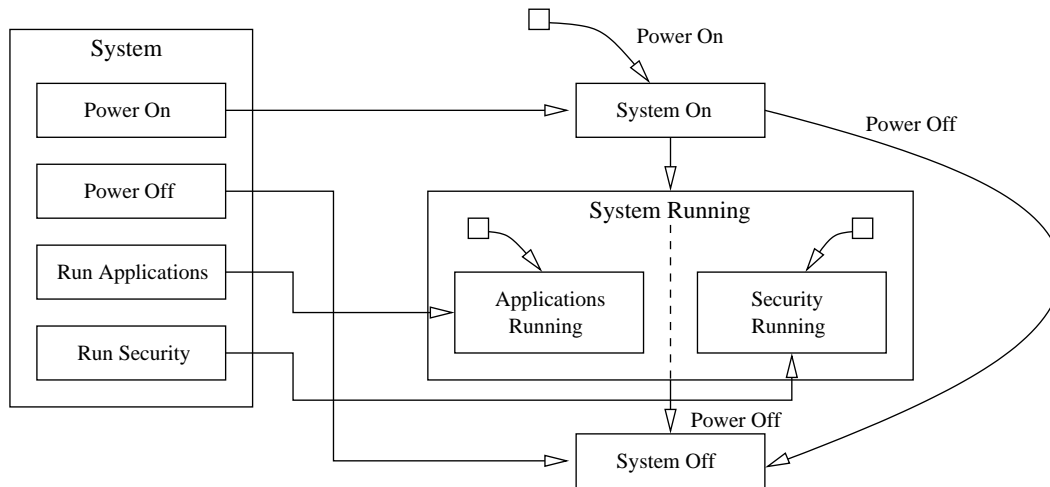 System
Power On
Power Off
Run Applications
Run Security
Power On
System On
Power Off
System Running
Applications
Running
Security
Running
Power Off
System Off